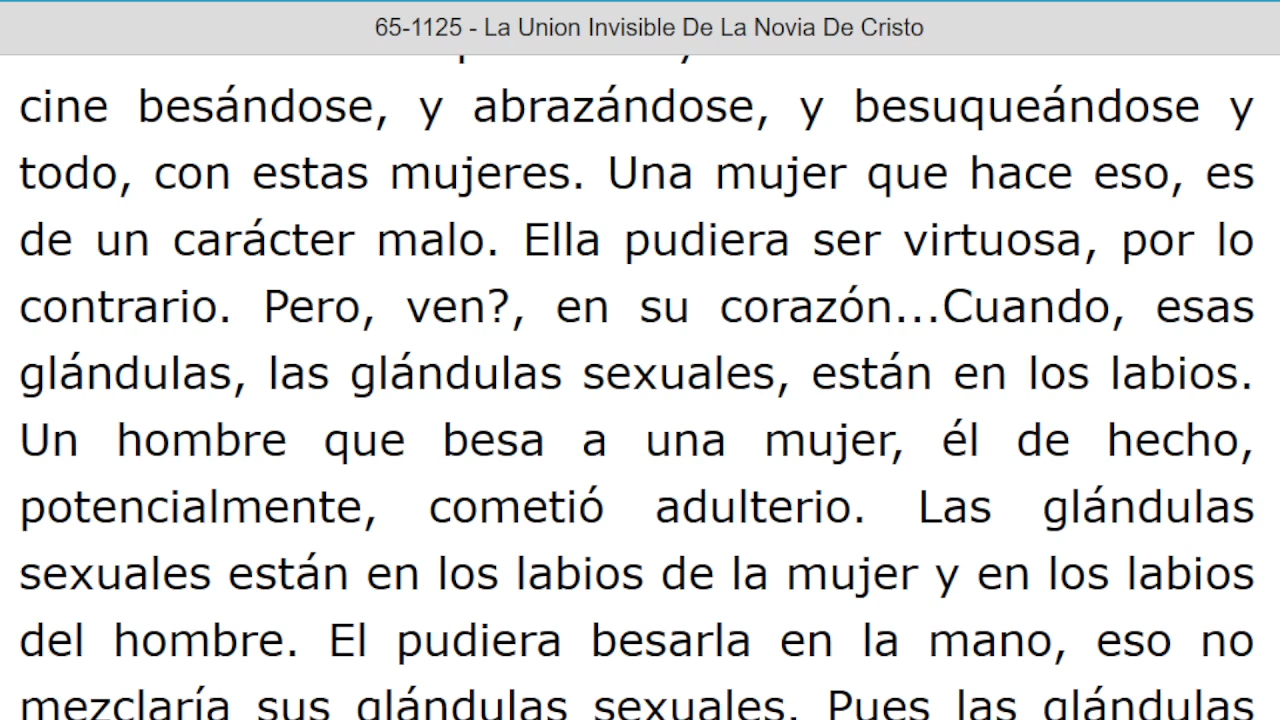 65-1125 - La Union Invisible De La Novia De Cristo
cine besándose, y abrazándose, y besuqueándose y
todo, con estas mujeres. Una mujer que hace eso, es
de un carácter malo. Ella pudiera ser virtuosa, por lo
contrario. Pero, ven?, en su corazón...Cuando, esas
glándulas, las glándulas sexuales, están en los labios.
Un hombre que besa a una mujer, él de hecho,
potencialmente, cometió adulterio. Las glándulas
sexuales están en los labios de la mujer y en los labios
del hombre. El pudiera besarla en la mano, eso no
mezclaría sus glándulas sexuales. Pues las glándulas